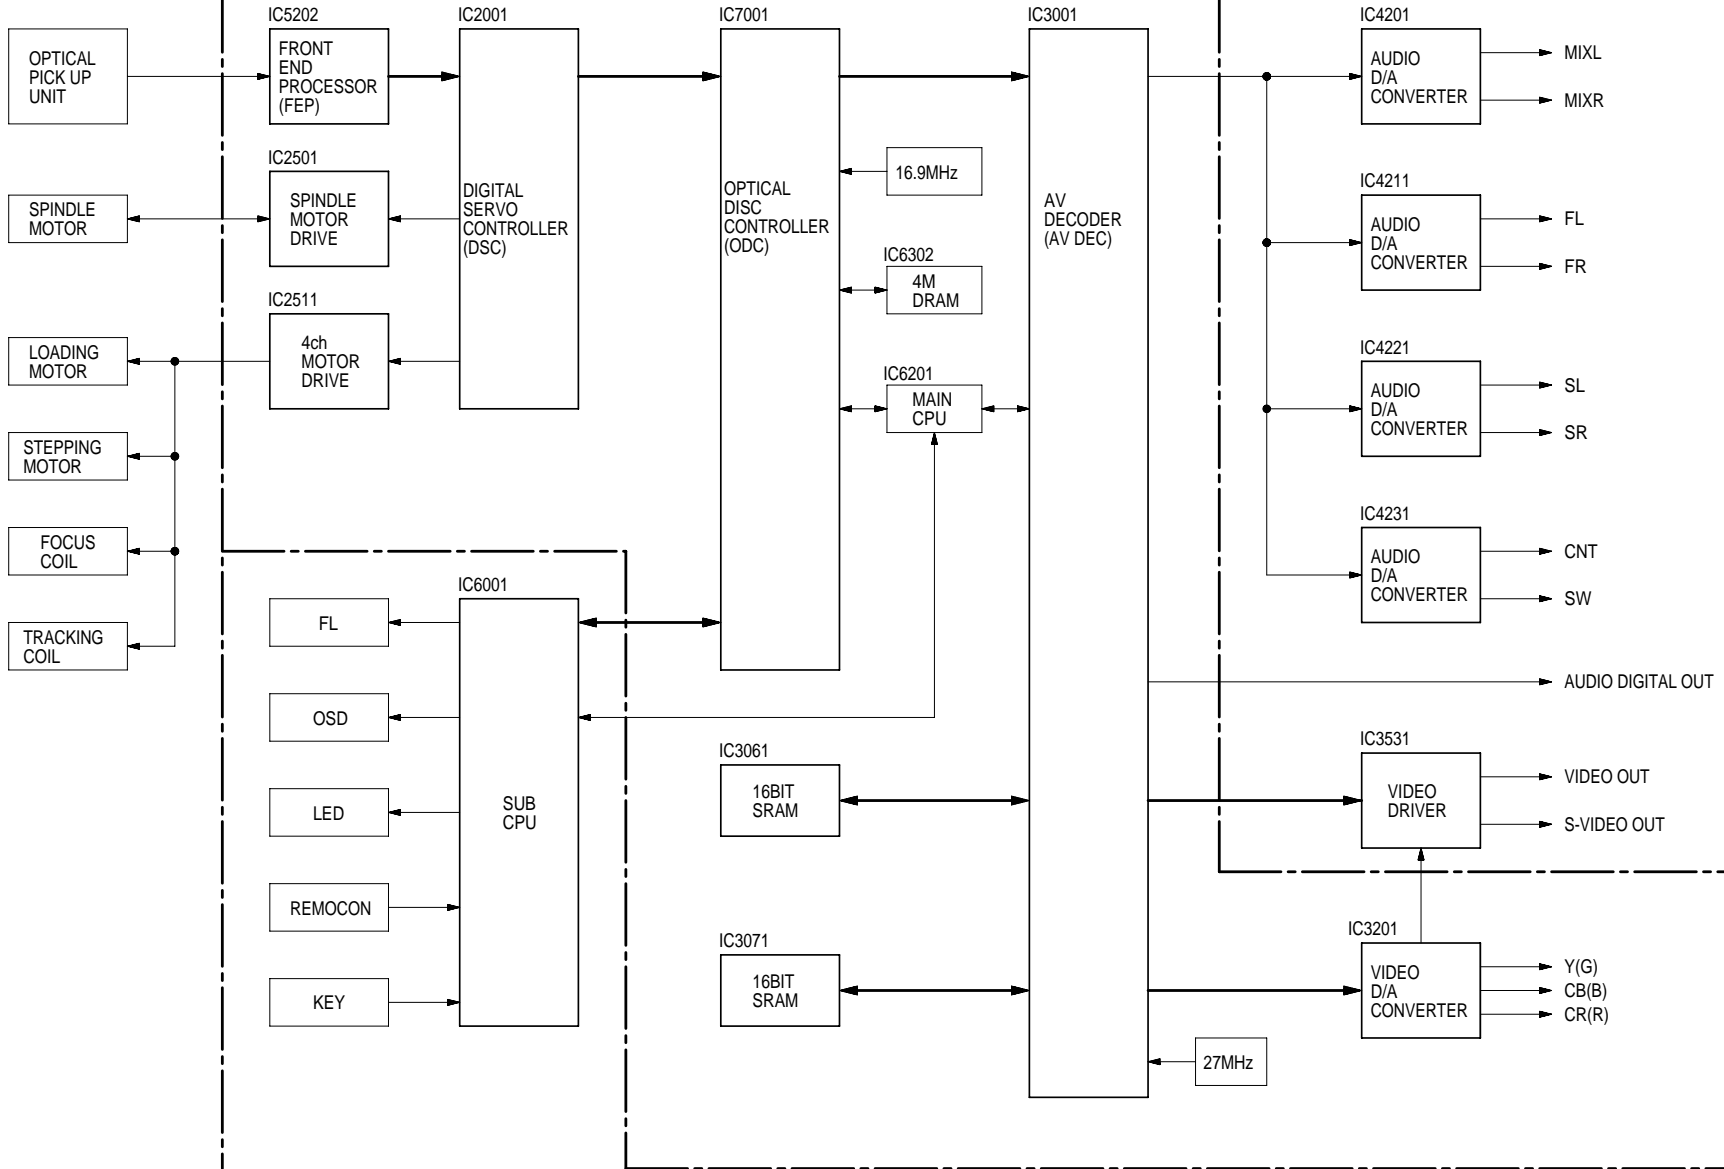 IC5202
IC2001
IC7001
IC3001
IC4201
OPTICAL
PICK UP
UNIT
FRONT
END
PROCESSOR
(FEP)
AUDIO
D/A
CONVERTER
MIXL
MIXR
IC2501
SPINDLE
MOTOR
SPINDLE
MOTOR
DRIVE
DIGITAL
SERVO
CONTROLLER
(DSC)
OPTICAL
DISC
CONTROLLER
(ODC)
16.9MHz
AV
DECODER
(AV DEC)
IC4211
AUDIO
D/A
CONVERTER
FL
FR
IC6302
4M
DRAM
IC2511
LOADING
MOTOR
4ch
MOTOR
DRIVE
IC6201
MAIN
CPU
IC4221
AUDIO
D/A
CONVERTER
SL
SR
STEPPING
MOTOR
FOCUS
COIL
TRACKING
COIL
IC4231
AUDIO
D/A
CONVERTER
CNT
SW
IC6001
FL
OSD
LED
REMOCON
KEY
SUB
CPU
AUDIO DIGITAL OUT
IC3061
16BIT
SRAM
IC3531
VIDEO
DRIVER
VIDEO OUT
S-VIDEO OUT
IC3071
16BIT
SRAM
IC3201
VIDEO
D/A
CONVERTER
Y(G)
CB(B)
CR(R)
27MHz